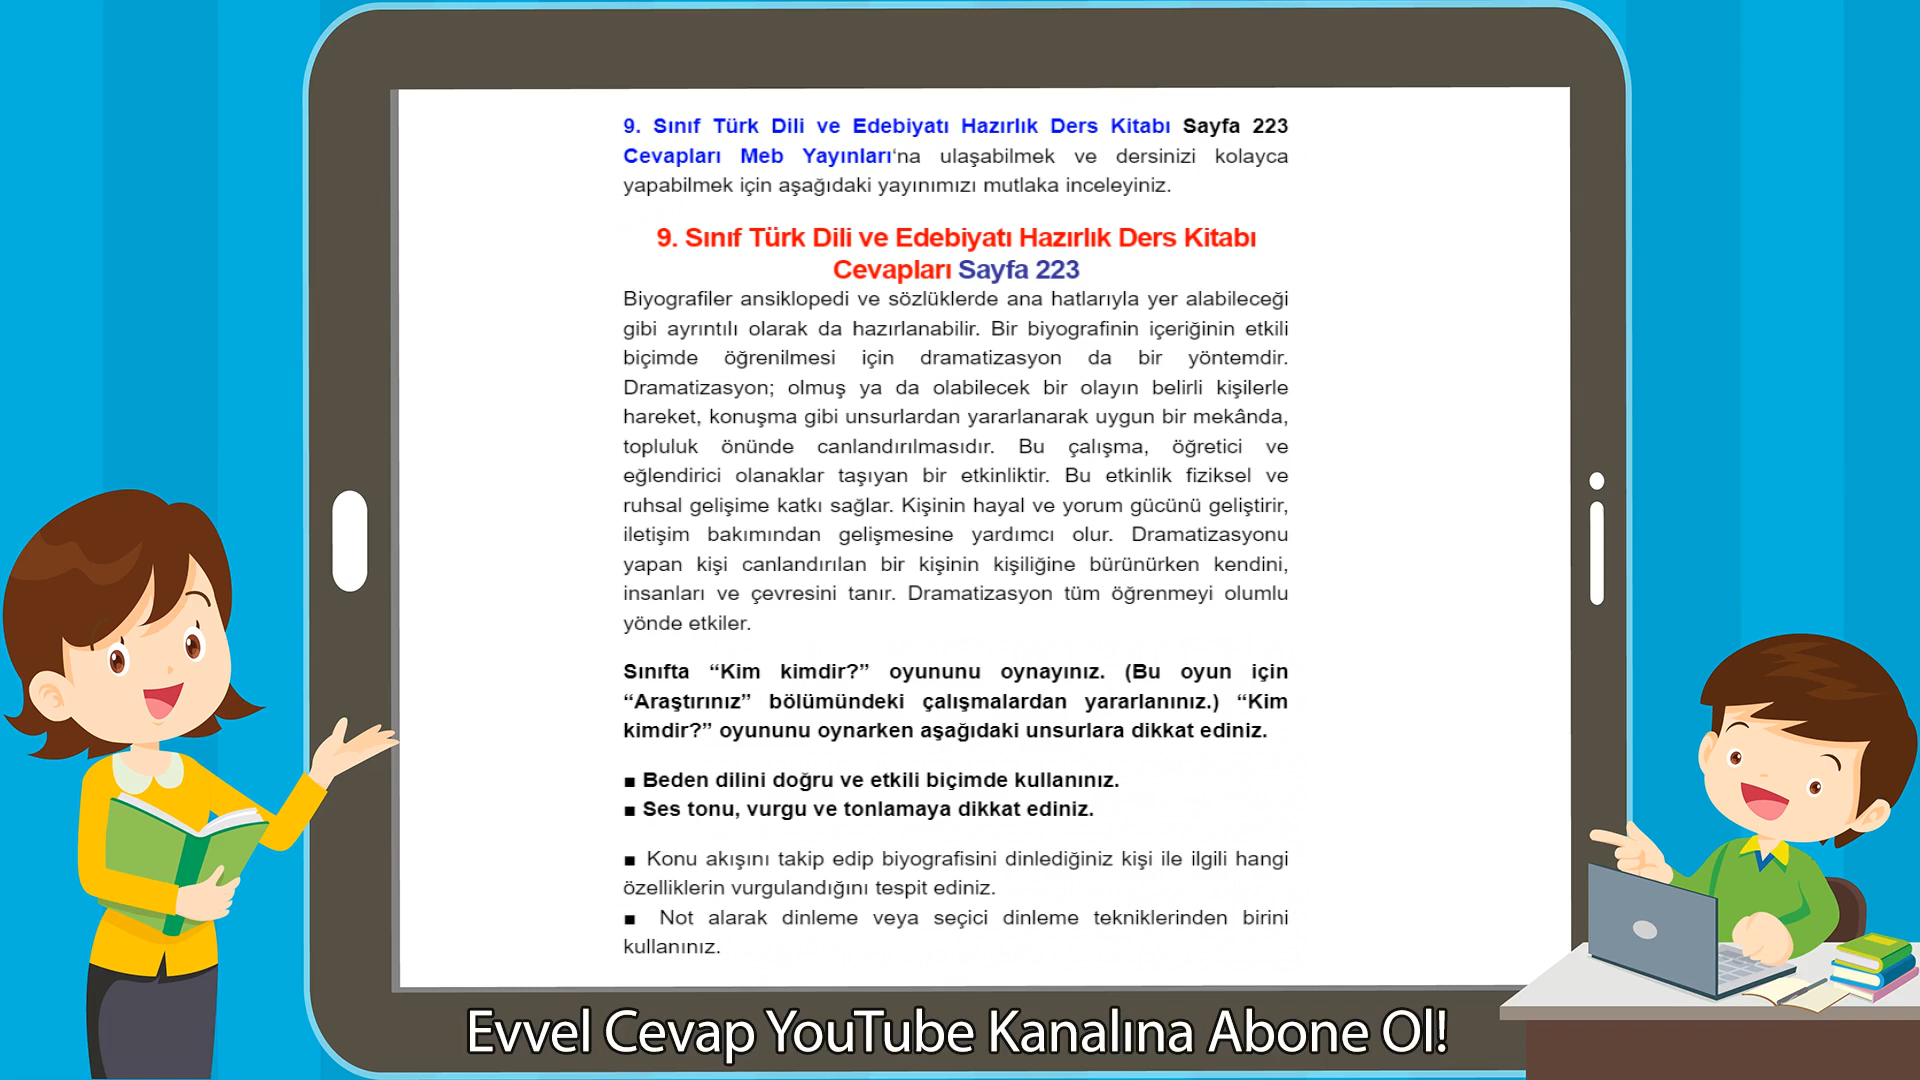 9. Sınıf Türk Dili ve Edebiyatı Hazırlık Ders Kitabı Sayfa 223
Cevapları Meb Yayınları‘na ulaşabilmek ve dersinizi kolayca
yapabilmek için aşağıdaki yayınımızı mutlaka inceleyiniz.
9. Sınıf Türk Dili ve Edebiyatı Hazırlık Ders Kitabı
Cevapları Sayfa 223
Biyografiler ansiklopedi ve sözlüklerde ana hatlarıyla yer alabileceği
gibi ayrıntılı olarak da hazırlanabilir. Bir biyografinin içeriğinin etkili
biçimde öğrenilmesi için dramatizasyon da bir yöntemdir.
Dramatizasyon; olmuş ya da olabilecek bir olayın belirli kişilerle
hareket, konuşma gibi unsurlardan yararlanarak uygun bir mekânda,
topluluk önünde canlandırılmasıdır. Bu çalışma, öğretici ve
eğlendirici olanaklar taşıyan bir etkinliktir. Bu etkinlik fiziksel ve
ruhsal gelişime katkı sağlar. Kişinin hayal ve yorum gücünü geliştirir,
iletişim bakımından gelişmesine yardımcı olur. Dramatizasyonu
yapan kişi canlandırılan bir kişinin kişiliğine bürünürken kendini,
insanları ve çevresini tanır. Dramatizasyon tüm öğrenmeyi olumlu
yönde etkiler.
Sınıfta “Kim kimdir?” oyununu oynayınız. (Bu oyun için
“Araştırınız” bölümündeki çalışmalardan yararlanınız.) “Kim
kimdir?” oyununu oynarken aşağıdaki unsurlara dikkat ediniz.
■ Beden dilini doğru ve etkili biçimde kullanınız.
■ Ses tonu, vurgu ve tonlamaya dikkat ediniz.
■ Konu akışını takip edip biyografisini dinlediğiniz kişi ile ilgili hangi
özelliklerin vurgulandığını tespit ediniz.
■ Not alarak dinleme veya seçici dinleme tekniklerinden birini
kullanınız.
Evvel Cevap YouTube Kanalına Abone Ol!